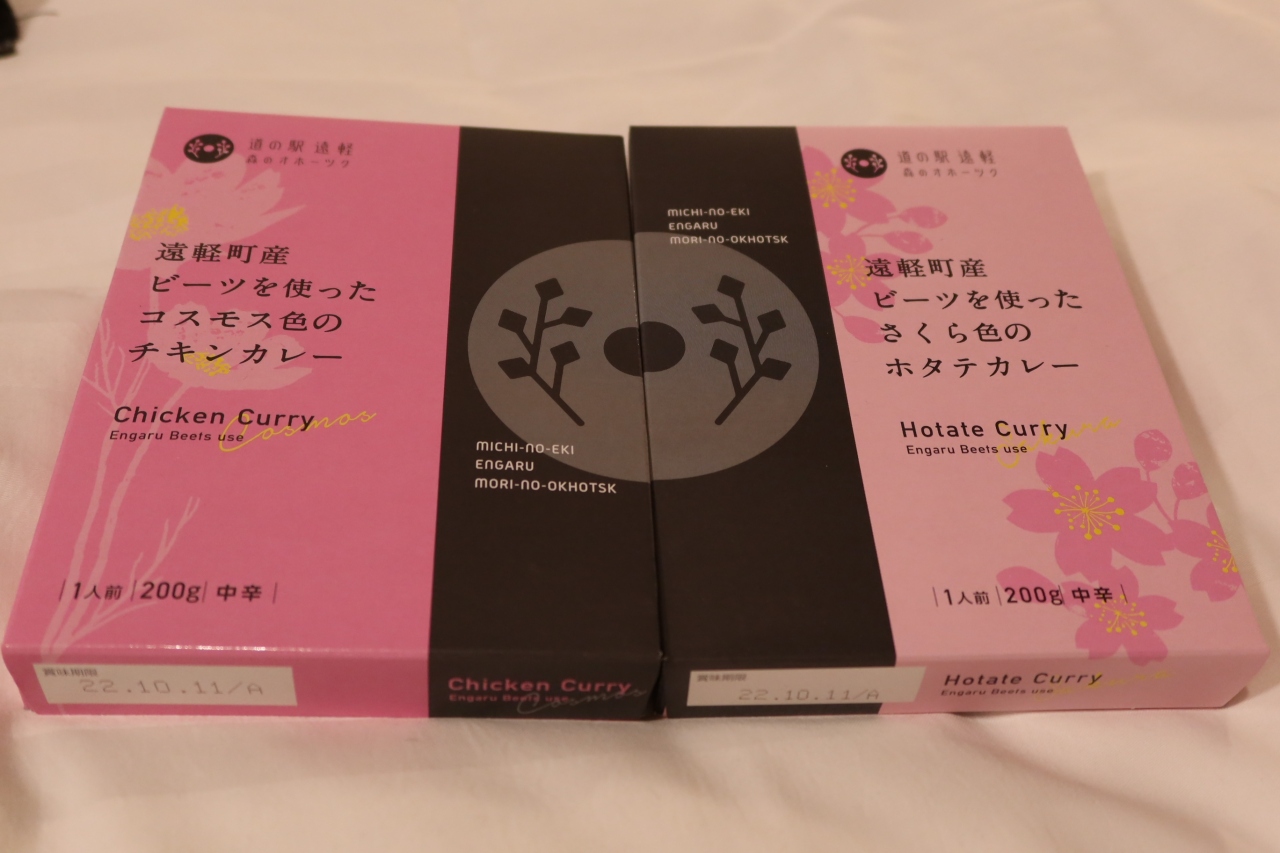 道の駅 遠軽
森のオホーツク
遠軽町産
ビーツを使った
コスモス色の
チキンカレー
Chicken Curry
Cosmos
Engaru Beets use
1人前 200g 中辛
MICHI-NO-EKI
ENGARU
MORI-NO-OKHOTSK
賞味期限
22.10.11/A
Chicken Curry
Engaru Beets use
Cosmos
MICHI-NO-EKI
ENGARU
MORI-NO-OKHOTSK
道の駅 遠軽
森のオホーツク
遠軽町産
ビーツを使った
さくら色の
ホタテカレー
Hotate Curry
Sakura
Engaru Beets use
1人前 200g 中辛
賞味期限
22.10.11/A
Hotate Curry
Engaru Beets use